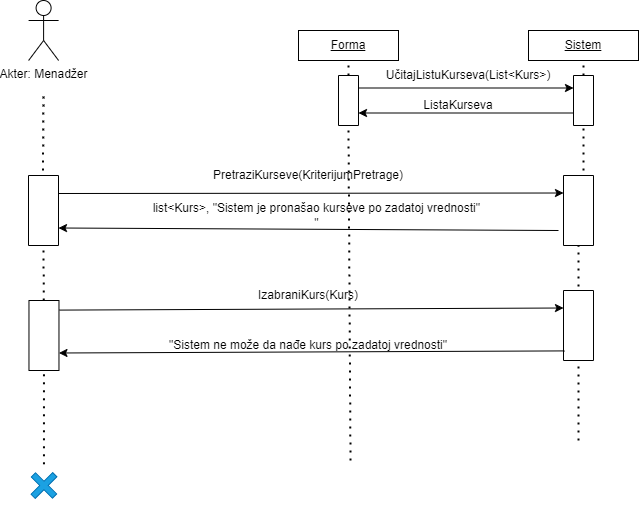 Forma
Sistem
Akter: Menadžer
UčitajListuKurseva(List<Kurs>)
ListaKurseva
PretraziKurseve(KriterijumPretrage)
list<Kurs>, "Sistem je pronašao kurseve po zadatoj vrednosti"
"
IzabraniKurs(Kurs)
"Sistem ne može da nađe kurs po zadatoj vrednosti"